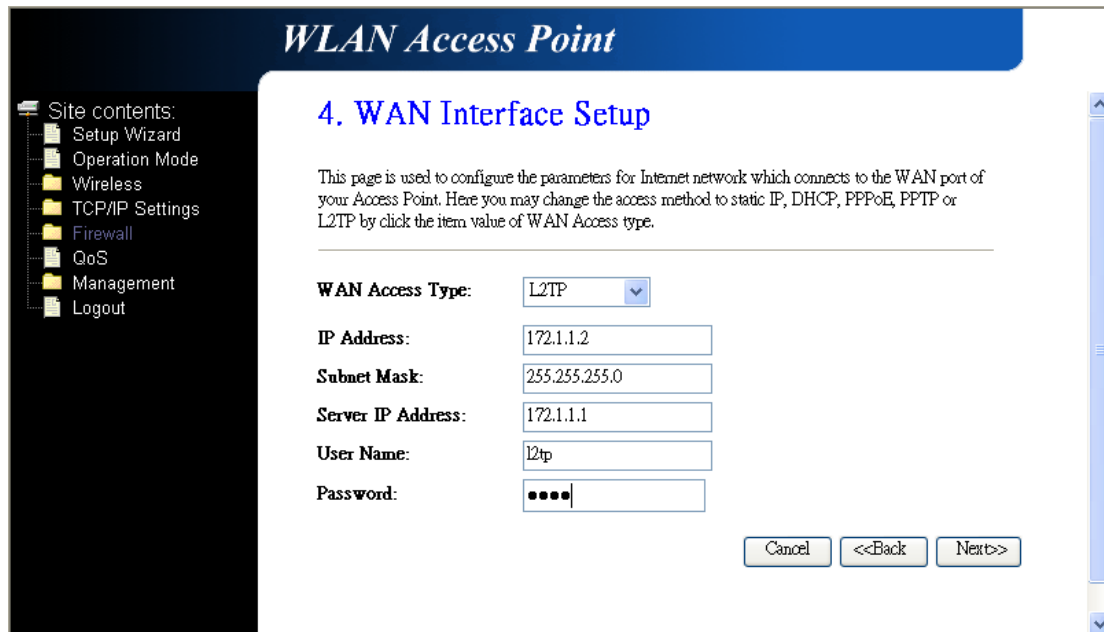 WLAN Access Point
Site contents:
Setup Wizard
Operation Mode
Wireless
TCP/IP Settings
Firewall
QoS
Management
Logout
4. WAN Interface Setup
This page is used to configure the parameters for Internet network which connects to the WAN port of
your Access Point. Here you may change the access method to static IP, DHCP, PPPoE, PPTP or
L2TP by click the item value of WAN Access type.
WAN Access Type: L2TP
IP Address: 172.1.1.2
Subnet Mask: 255.255.255.0
Server IP Address: 172.1.1.1
User Name: l2tp
Password: ●●●●
Cancel <<Back Next>>